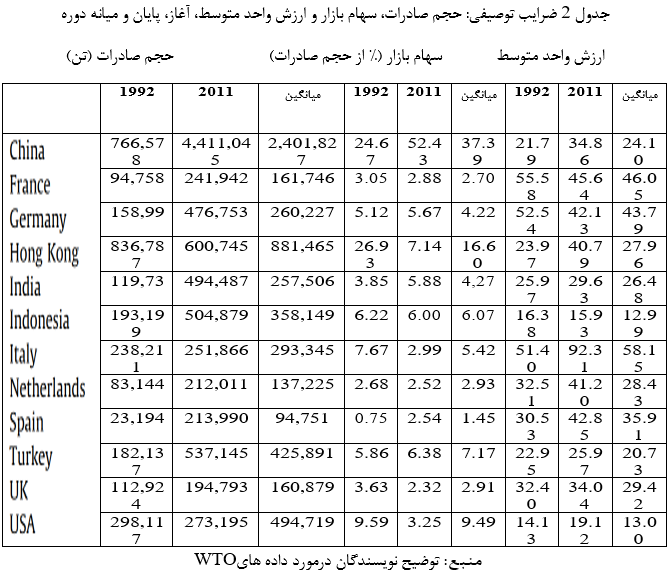 جدول 2 ضرایب توصیفی: حجم صادرات، سهام بازار و ارزش واحد متوسط، آغاز، پایان و میانه دوره
حجم صادرات (تن) سهام بازار (٪ از حجم صادرات) ارزش واحد متوسط
1992 2011 میانگین 1992 2011 میانگین 1992 2011 میانگین
China 766,578 4,411,045 2,401,827 24.67 52.43 37.39 21.79 34.86 24.10
France 94,758 241,942 161,746 3.05 2.88 2.70 55.58 45.64 46.05
Germany 158,99 476,753 260,227 5.12 5.67 4.22 52.54 42.13 43.79
Hong Kong 836,787 600,745 881,465 26.93 7.14 16.60 23.97 40.79 27.96
India 119,73 494,487 257,506 3.85 5.88 4,27 25.97 29.63 26.48
Indonesia 193,199 504,879 358,149 6.22 6.00 6.07 16.38 15.93 12.99
Italy 238,211 251,866 293,345 7.67 2.99 5.42 51.40 92.31 58.15
Netherlands 83,144 212,011 137,225 2.68 2.52 2.93 32.51 41.20 28.43
Spain 23,194 213,990 94,751 0.75 2.54 1.45 30.53 42.85 35.91
Turkey 182,137 537,145 425,891 5.86 6.38 7.17 22.95 25.97 20.73
UK 112,924 194,793 160,879 3.63 2.32 2.91 32.40 34.04 29.42
USA 298,117 273,195 494,719 9.59 3.25 9.49 14.13 19.12 13.00
منبع: توضیح نویسندگان درمورد داده هایWTO